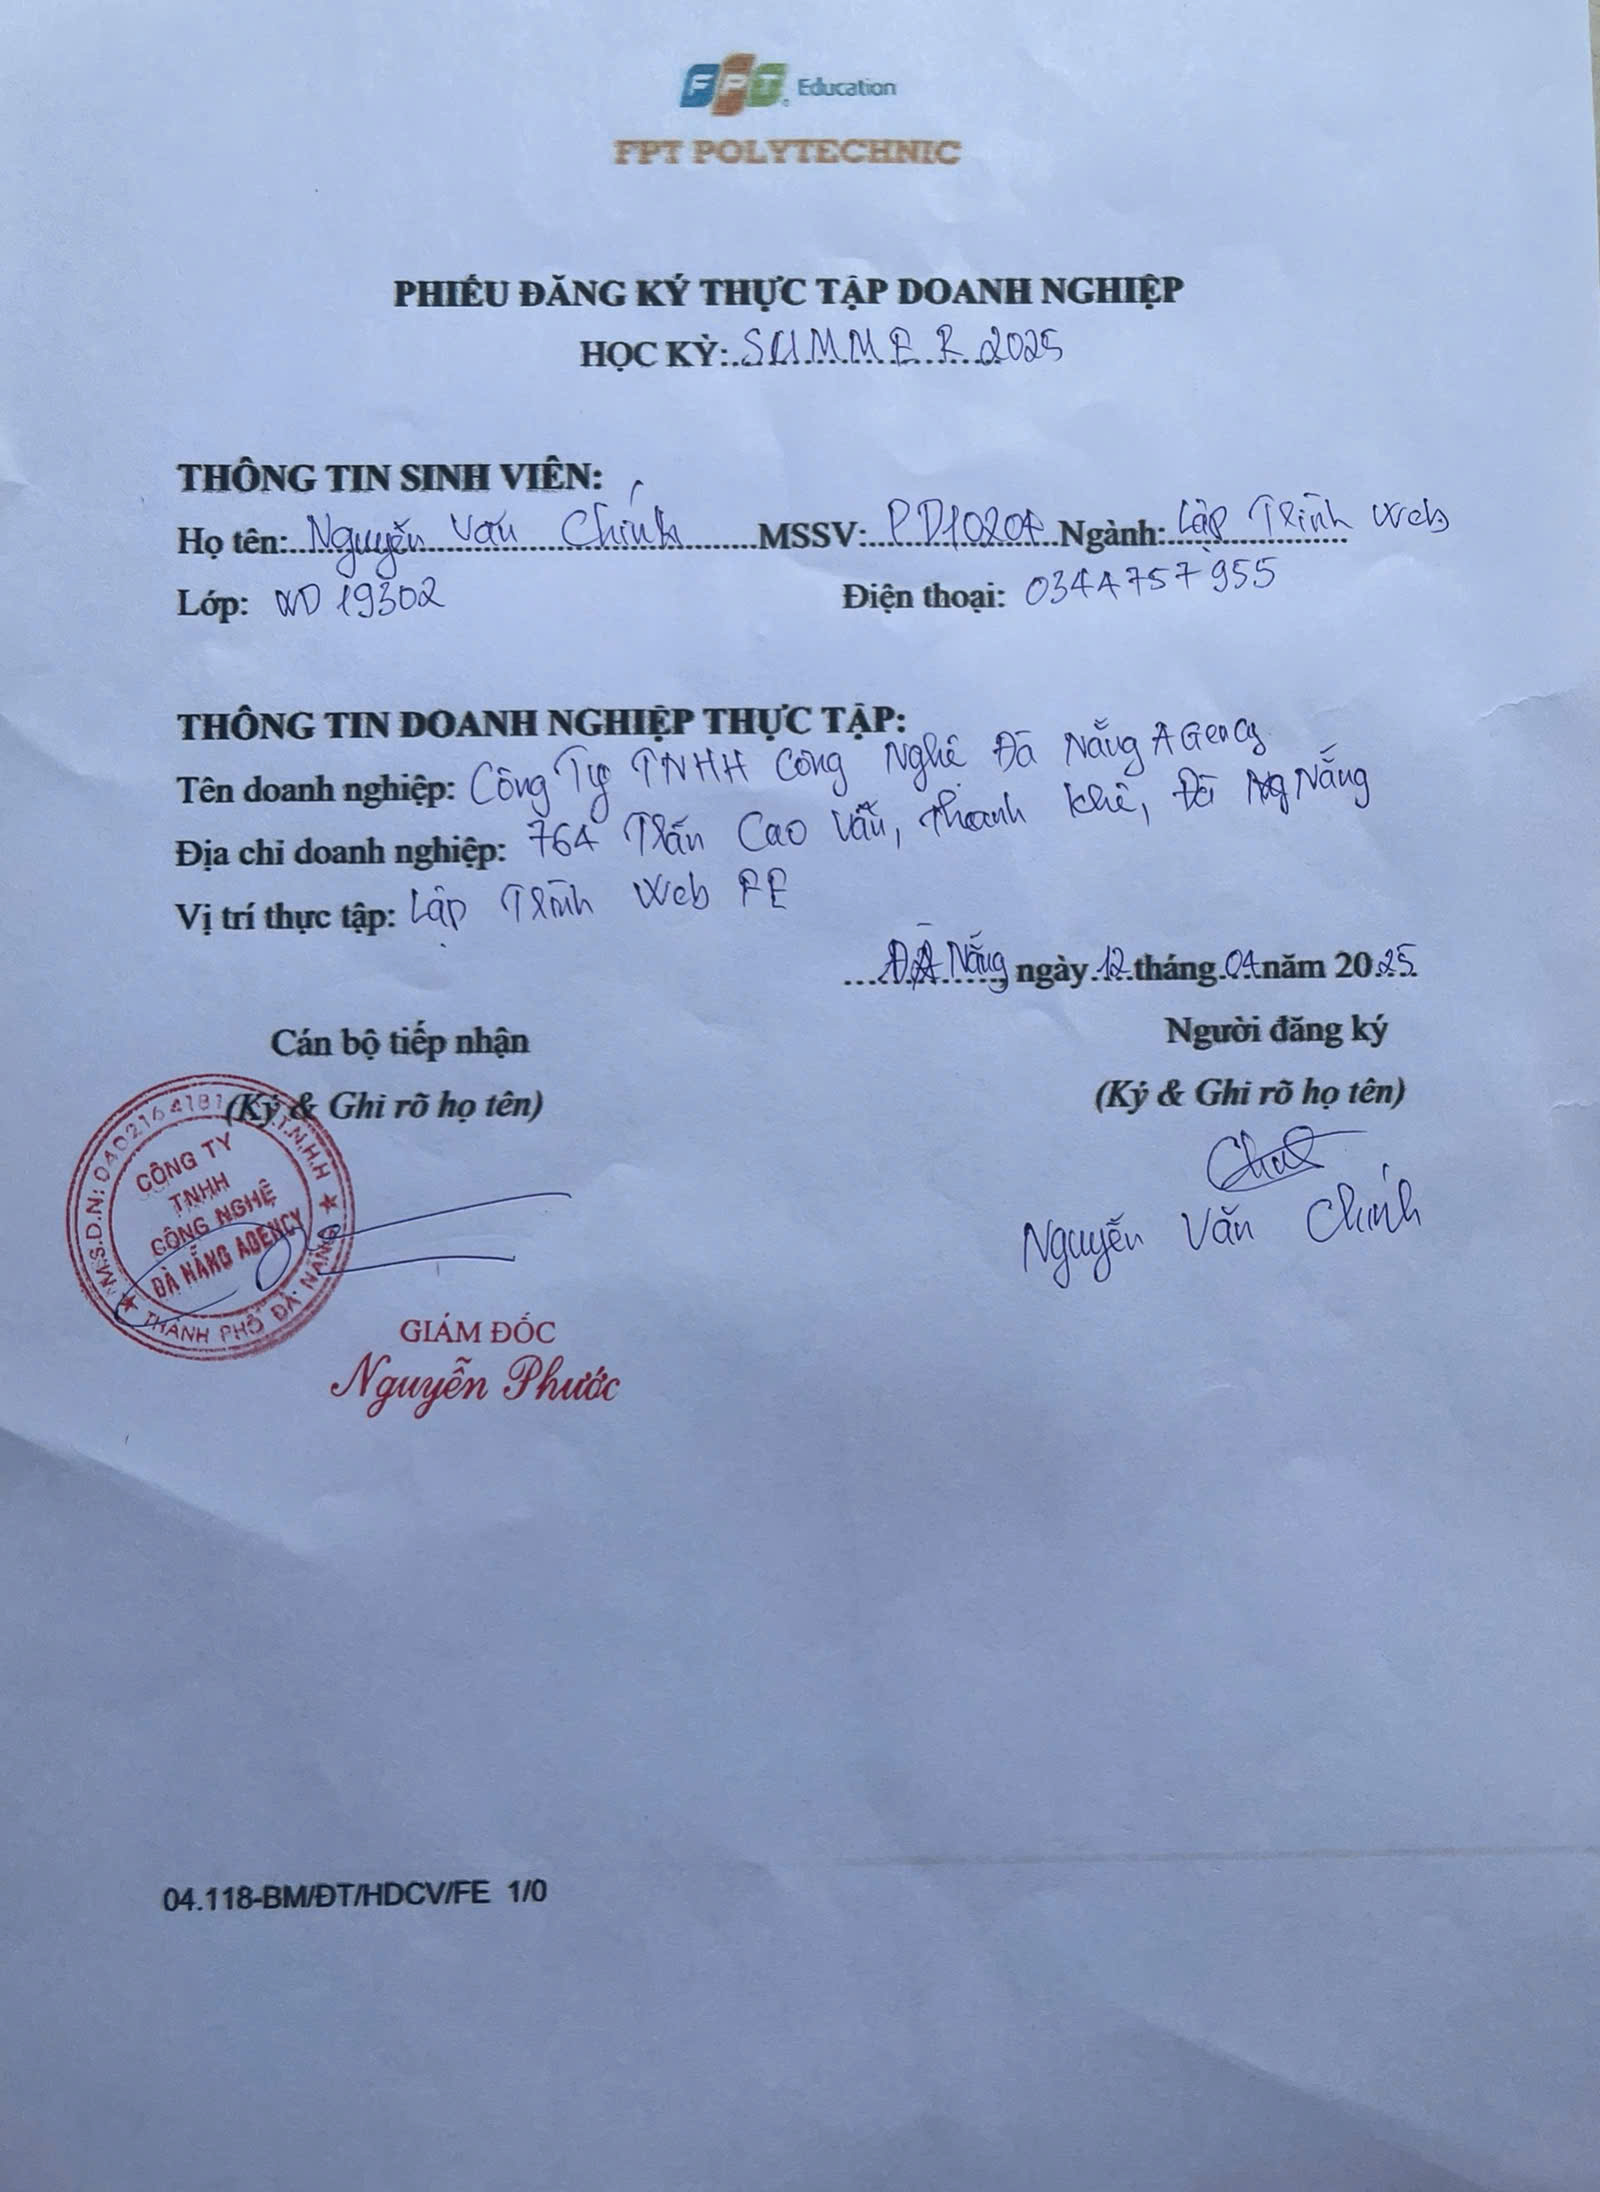 FPT Education
FPT POLYTECHNIC
PHIẾU ĐĂNG KÝ THỰC TẬP DOANH NGHIỆP
HỌC KỲ: SUMMER 2025
THÔNG TIN SINH VIÊN:
Họ tên: Nguyễn Văn Chính MSSV: PD10204 Ngành: Lập Trình Web
Lớp: WD19302 Điện thoại: 0344757955
THÔNG TIN DOANH NGHIỆP THỰC TẬP:
Tên doanh nghiệp: Công Ty TNHH Công Nghệ Đà Nẵng AGency
Địa chỉ doanh nghiệp: 764 Trần Cao Vân, Thanh Khê, Đà Nẵng
Vị trí thực tập: Lập Trình Web FE
ĐÀ Nẵng, ngày 12 tháng 04 năm 2025
Cán bộ tiếp nhận Người đăng ký
(Ký & Ghi rõ họ tên) (Ký & Ghi rõ họ tên)
M.S.D.N: 0402164181 T.N.H.H
CÔNG TY
TNHH
CÔNG NGHỆ
ĐÀ NẴNG AGENCY
THÀNH PHỐ ĐÀ NẴNG
Nguyễn Văn Chính
GIÁM ĐỐC
Nguyễn Phước
04.118-BM/ĐT/HDCV/FE 1/0